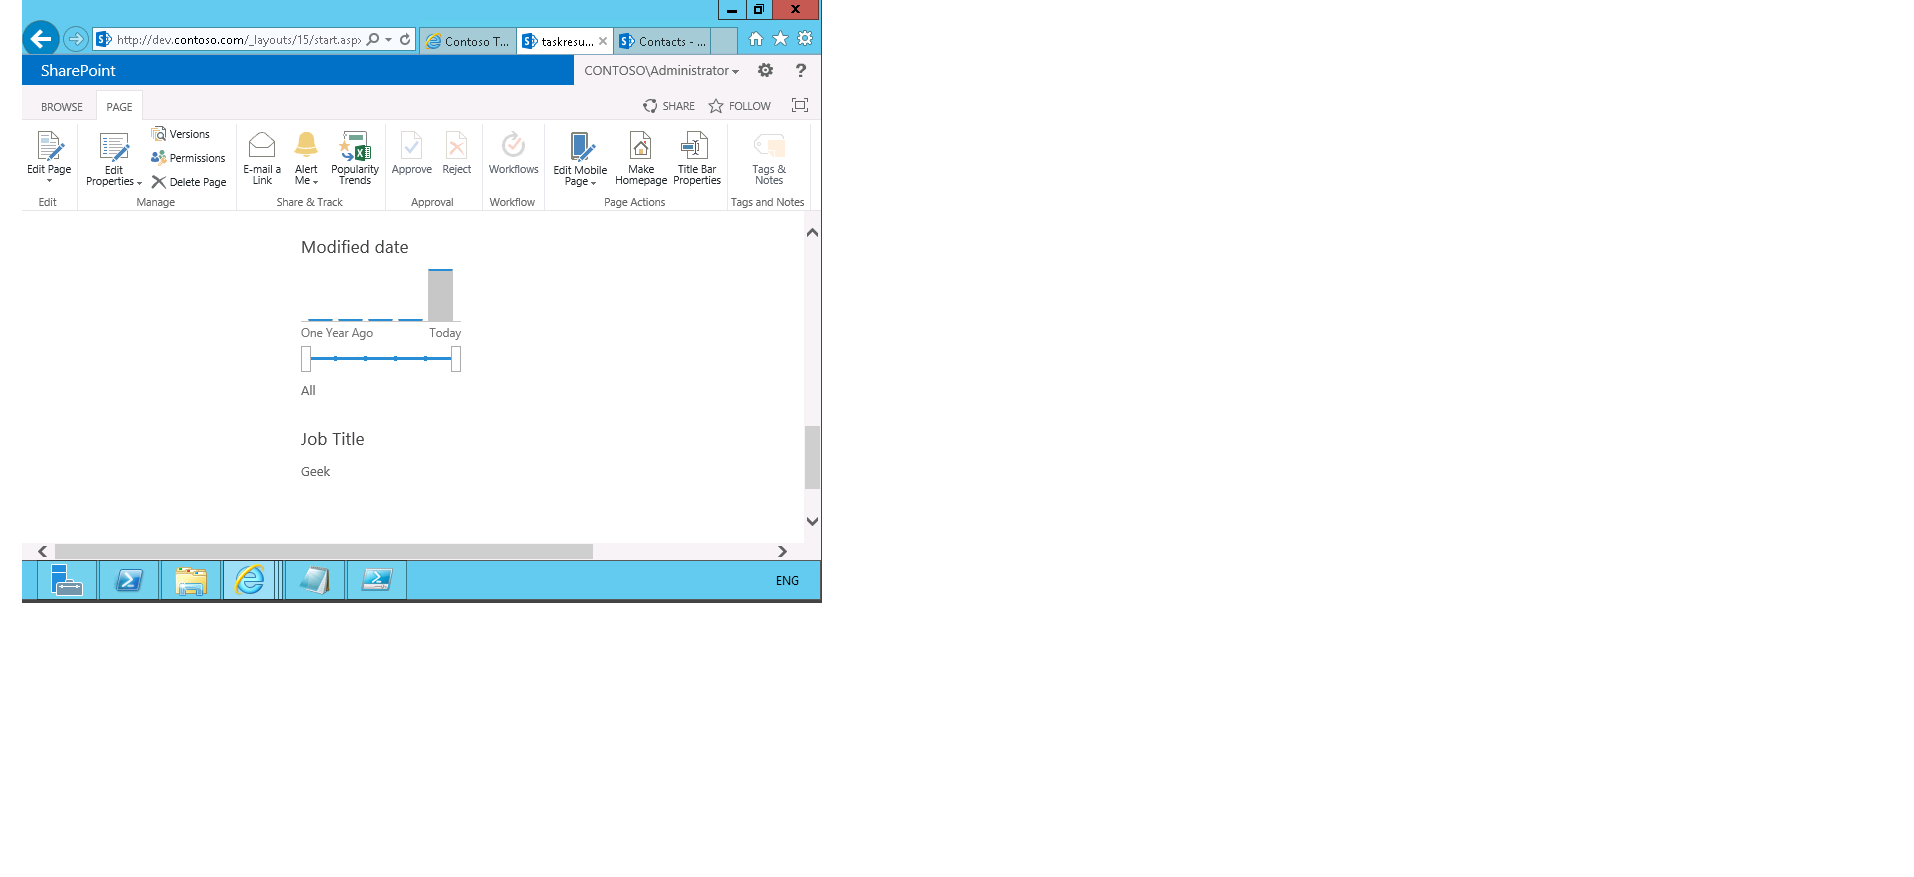 http://dev.contoso.com/_layouts/15/start.asp
Contoso T...
taskresu...
Contacts - ...
SharePoint
CONTOSO\Administrator
?
BROWSE
PAGE
SHARE
FOLLOW
Edit Page
Edit
Edit
Properties
Versions
Permissions
Delete Page
Manage
E-mail a
Link
Alert
Me
Popularity
Trends
Share & Track
Approve
Reject
Approval
Workflows
Workflow
Edit Mobile
Page
Make
Homepage
Title Bar
Properties
Page Actions
Tags &
Notes
Tags and Notes
Modified date
One Year Ago
Today
All
Job Title
Geek
ENG